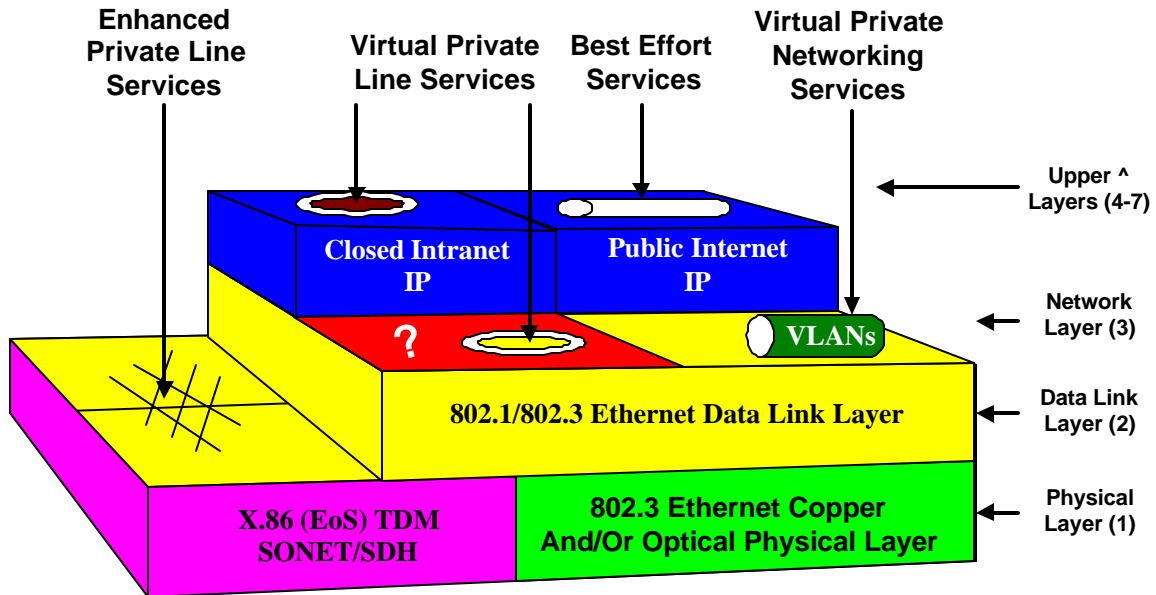 Enhanced
Private Line
Services
Virtual Private
Line Services
Best Effort
Services
Virtual Private
Networking
Services
Upper ^
Layers (4-7)
Closed Intranet
IP
Public Internet
IP
Network
Layer (3)
?
VLANs
802.1/802.3 Ethernet Data Link Layer
Data Link
Layer (2)
X.86 (EoS) TDM
SONET/SDH
802.3 Ethernet Copper
And/Or Optical Physical Layer
Physical
Layer (1)